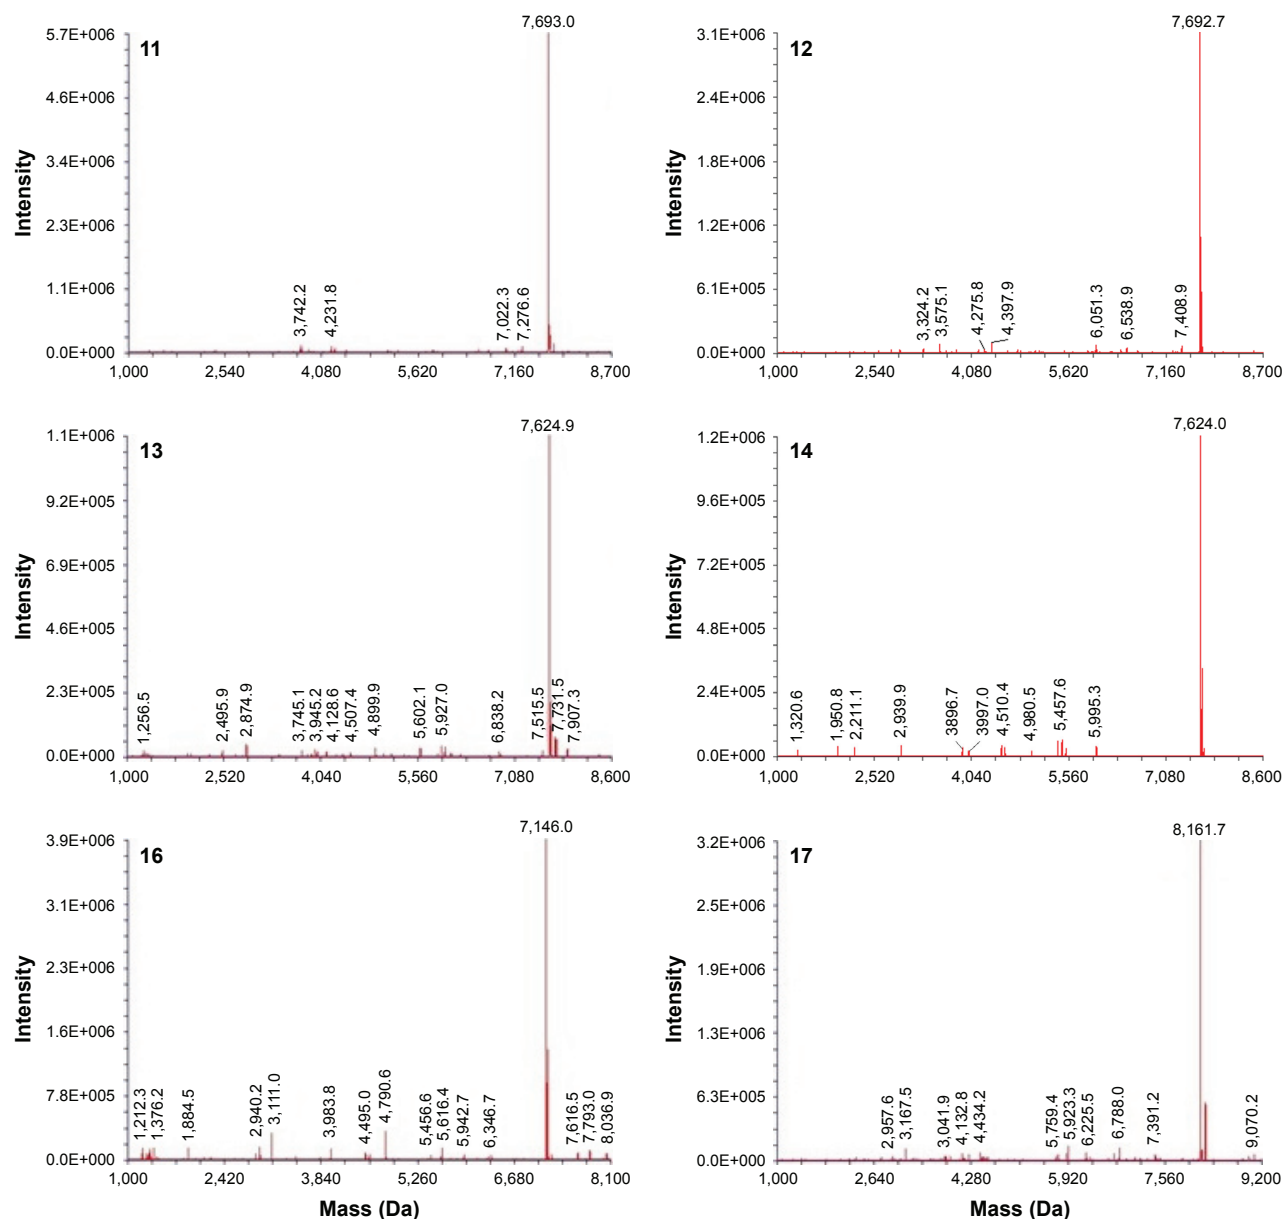 11
7,693.0
5.7E+006
4.6E+006
3.4E+006
2.3E+006
1.1E+006
0.0E+000
Intensity
3,742.2
4,231.8
7,022.3
7,276.6
1,000
2,540
4,080
5,620
7,160
8,700
12
7,692.7
3.1E+006
2.4E+006
1.8E+006
1.2E+006
6.1E+005
0.0E+000
Intensity
3,324.2
3,575.1
4,275.8
4,397.9
6,051.3
6,538.9
7,408.9
1,000
2,540
4,080
5,620
7,160
8,700
13
7,624.9
1.1E+006
9.2E+005
6.9E+005
4.6E+005
2.3E+005
0.0E+000
Intensity
1,256.5
2,495.9
2,874.9
3,745.1
3,945.2
4,128.6
4,507.4
4,899.9
5,602.1
5,927.0
6,838.2
7,515.5
7,731.5
7,907.3
1,000
2,520
4,040
5,560
7,080
8,600
14
7,624.0
1.2E+006
9.6E+005
7.2E+005
4.8E+005
2.4E+005
0.0E+000
Intensity
1,320.6
1,950.8
2,211.1
2,939.9
3896.7
3997.0
4,510.4
4,980.5
5,457.6
5,995.3
1,000
2,520
4,040
5,560
7,080
8,600
16
7,146.0
3.9E+006
3.1E+006
2.3E+006
1.6E+006
7.8E+005
0.0E+000
Intensity
1,212.3
1,376.2
1,884.5
2,940.2
3,111.0
3,983.8
4,495.0
4,790.6
5,456.6
5,616.4
5,942.7
6,346.7
7,616.5
7,793.0
8,036.9
1,000
2,420
3,840
5,260
6,680
8,100
Mass (Da)
17
8,161.7
3.2E+006
2.5E+006
1.9E+006
1.3E+006
6.3E+005
0.0E+000
Intensity
2,957.6
3,167.5
3,041.9
4,132.8
4,434.2
5,759.4
5,923.3
6,225.5
6,788.0
7,391.2
9,070.2
1,000
2,640
4,280
5,920
7,560
9,200
Mass (Da)